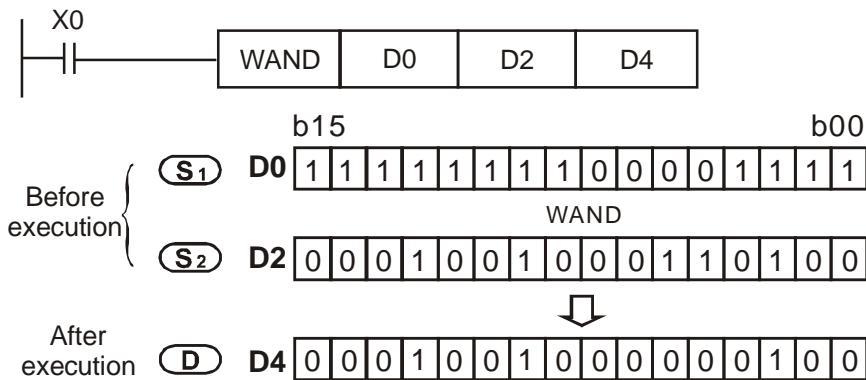 X0
WAND D0 D2 D4
b15 b00
S1 D0 1 1 1 1 1 1 1 1 0 0 0 0 1 1 1 1
Before
execution
WAND
S2 D2 0 0 0 1 0 0 1 0 0 0 1 1 0 1 0 0
After
execution
D D4 0 0 0 1 0 0 1 0 0 0 0 0 0 1 0 0